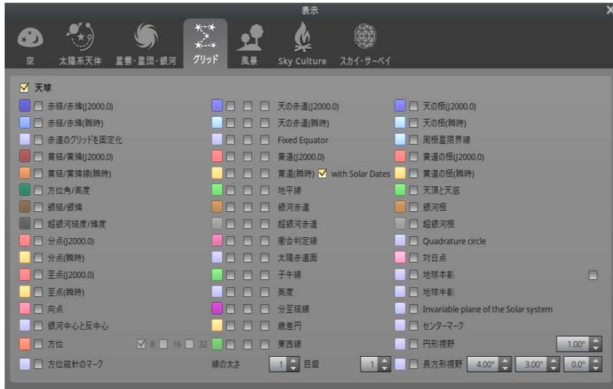 表示
空 太陽系天体 星雲・星団・銀河 グリッド 風景 Sky Culture スカイ・サーベイ
天球
赤経/赤緯(J2000.0) 天の赤道(J2000.0) 天の極(J2000.0)
赤経/赤緯(瞬時) 天の赤道(瞬時) 天の極(瞬時)
赤道のグリッドを固定化 Fixed Equator 周極星限界線
黄経/黄緯(J2000.0) 黄道(J2000.0) 黄道の極(J2000.0)
黄経/黄緯線(瞬時) 黄道(瞬時) with Solar Dates 黄道の極(瞬時)
方位角/高度 地平線 天頂と天底
銀経/銀緯 銀河赤道 銀河極
超銀河経度/緯度 超銀河赤道 超銀河極
分点(J2000.0) 衝合判定線 Quadrature circle
分点(瞬時) 太陽赤道面 対日点
至点(J2000.0) 子午線 地球本影
至点(瞬時) 高度 地球半影
向点 分至経線 Invariable plane of the Solar system
銀河中心と反中心 歳差円 センターマーク
方位 8 16 32 東西線 円形視野 1.00°
方位磁針のマーク 線の太さ 1 目盛 1 長方形視野 4.00° 3.00° 0.0°